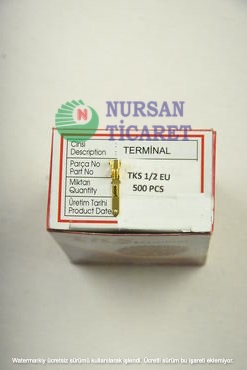 NURSAN
TİCARET
Cinsi
Description
TERMİNAL
Parça No
Part No
TKS 1/2 EU
Miktarı
Quantity
500 PCS
Üretim Tarihi
Product Date
Watermarkly ücretsiz sürümü kullanılarak işlendi. Ücretli sürüm bu işareti eklemiyor.